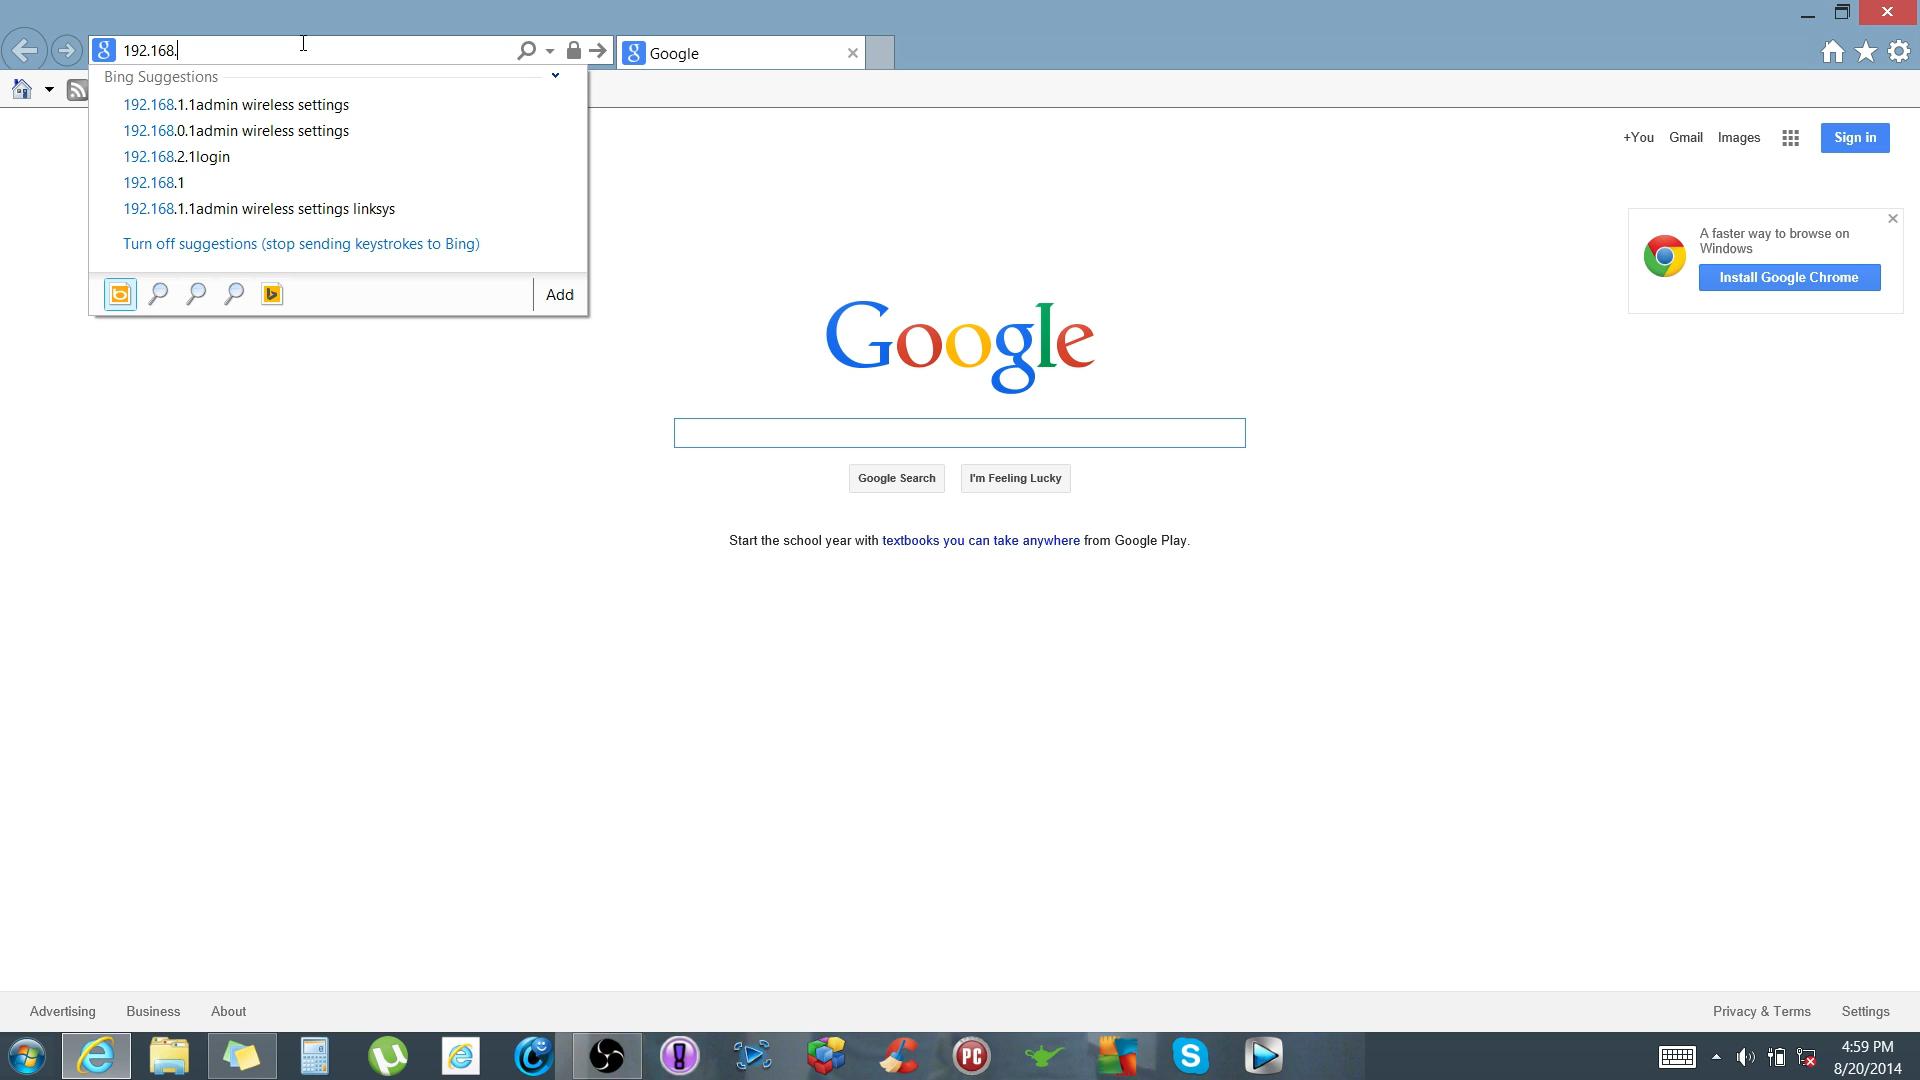 192.168.
Google
Bing Suggestions
192.168.1.1admin wireless settings
192.168.0.1admin wireless settings
192.168.2.1login
192.168.1
192.168.1.1admin wireless settings linksys
Turn off suggestions (stop sending keystrokes to Bing)
Add
+You Gmail Images Sign in
A faster way to browse on
Windows
Install Google Chrome
Google
Google Search I'm Feeling Lucky
Start the school year with textbooks you can take anywhere from Google Play.
Advertising Business About Privacy & Terms Settings
PC
4:59 PM
8/20/2014